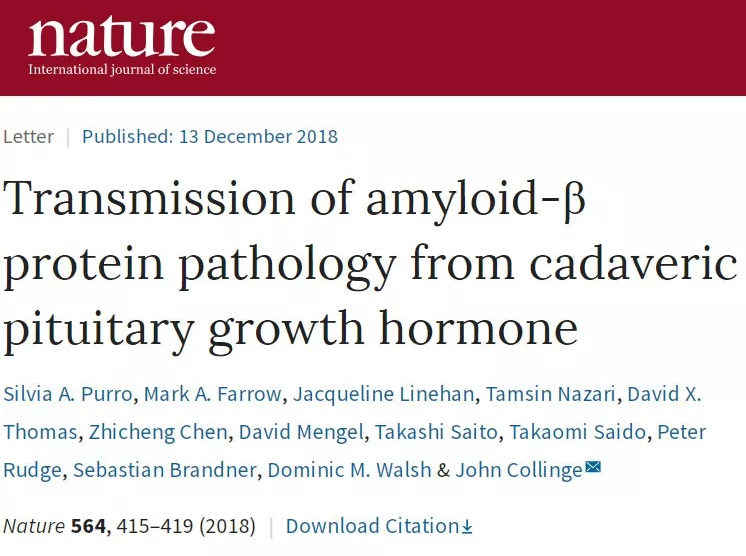 nature
International journal of science
Letter | Published: 13 December 2018
Transmission of amyloid-β
protein pathology from cadaveric
pituitary growth hormone
Silvia A. Purro, Mark A. Farrow, Jacqueline Linehan, Tamsin Nazari, David X.
Thomas, Zhicheng Chen, David Mengel, Takashi Saito, Takaomi Saido, Peter
Rudge, Sebastian Brandner, Dominic M. Walsh & John Collinge
Nature 564, 415–419 (2018) | Download Citation